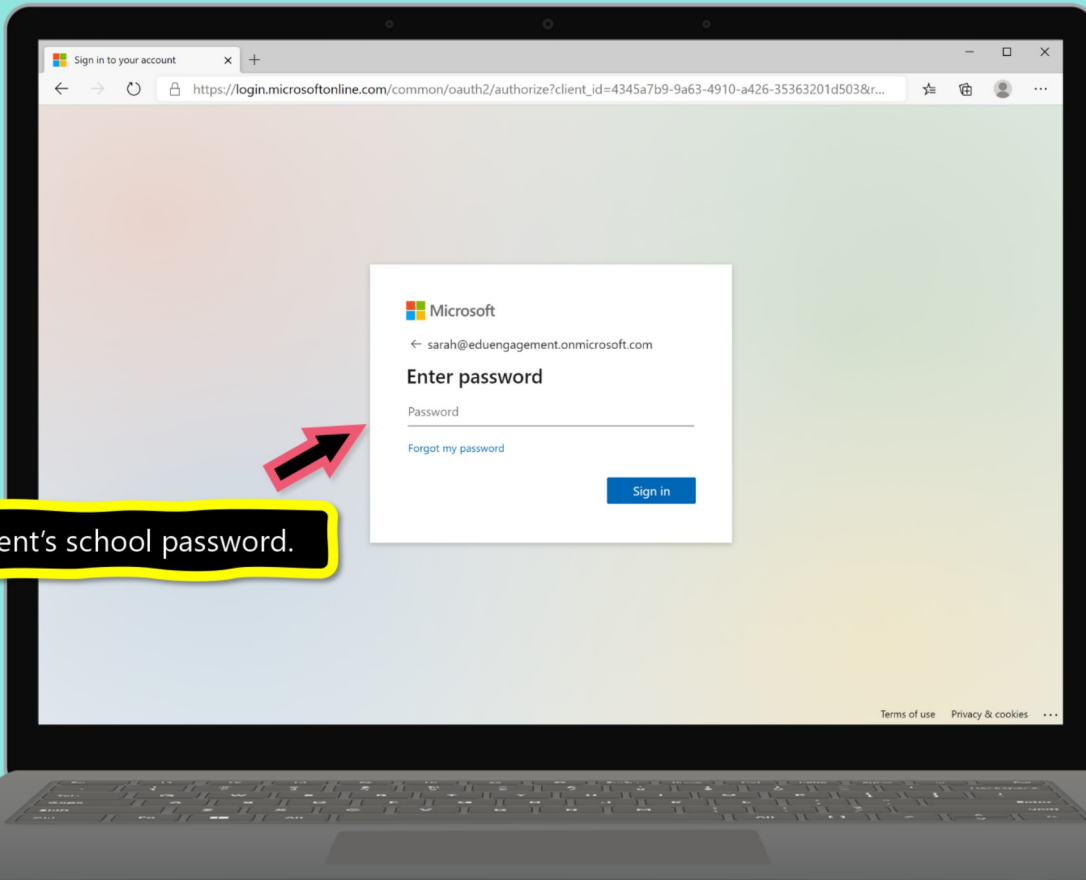 Sign in to your account
https://login.microsoftonline.com/common/oauth2/authorize?client_id=4345a7b9-9a63-4910-a426-35363201d503&r...
Microsoft
← sarah@eduengagement.onmicrosoft.com
Enter password
Password
Forgot my password
Sign in
ent's school password.
Terms of use Privacy & cookies ...